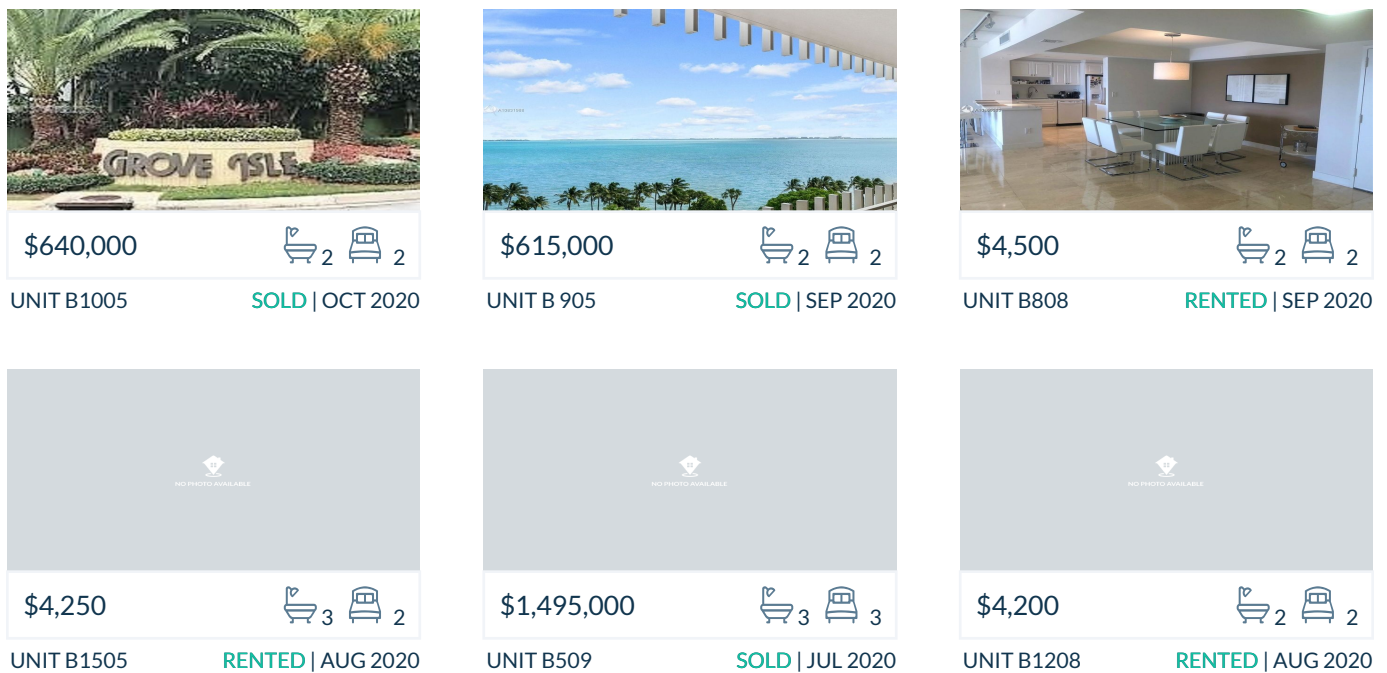 GROVE ISLE
$640,000 2 2
UNIT B1005 SOLD | OCT 2020
$615,000 2 2
UNIT B 905 SOLD | SEP 2020
$4,500 2 2
UNIT B808 RENTED | SEP 2020
NO PHOTO AVAILABLE
$4,250 3 2
UNIT B1505 RENTED | AUG 2020
NO PHOTO AVAILABLE
$1,495,000 3 3
UNIT B509 SOLD | JUL 2020
NO PHOTO AVAILABLE
$4,200 2 2
UNIT B1208 RENTED | AUG 2020